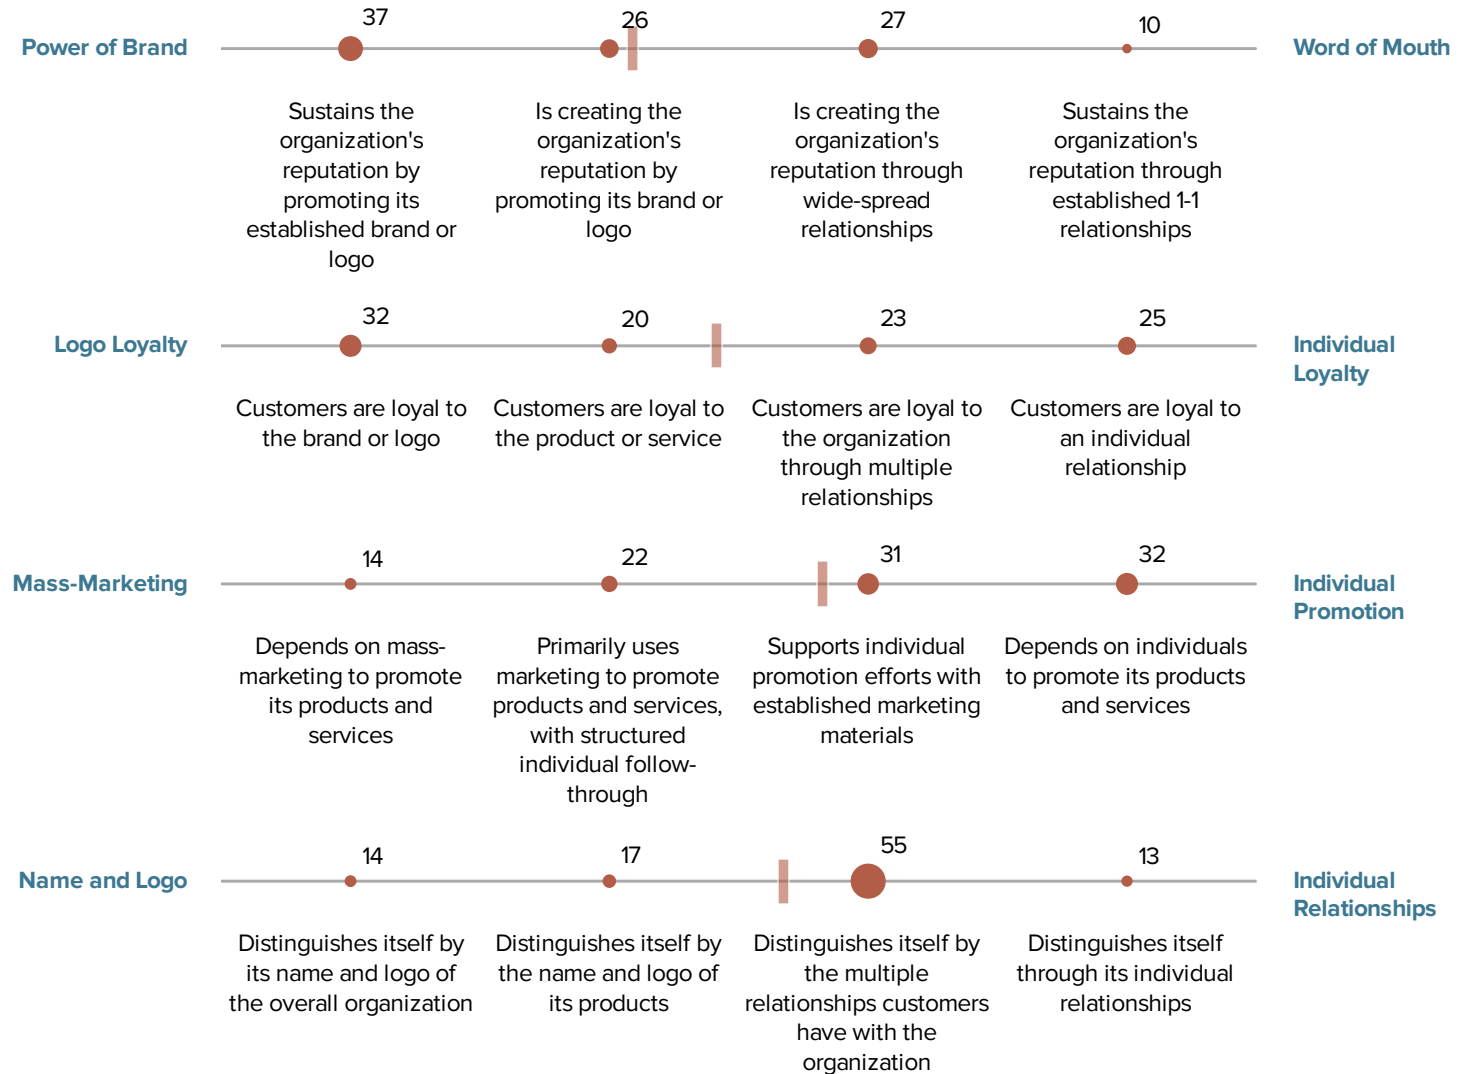 37
26
27
10
Power of Brand
Word of Mouth
Sustains the
organization's
reputation by
promoting its
established brand or
logo
Is creating the
organization's
reputation by
promoting its brand or
logo
Is creating the
organization's
reputation through
wide-spread
relationships
Sustains the
organization's
reputation through
established 1-1
relationships
32
20
23
25
Logo Loyalty
Individual
Loyalty
Customers are loyal to
the brand or logo
Customers are loyal to
the product or service
Customers are loyal to
the organization
through multiple
relationships
Customers are loyal to
an individual
relationship
14
22
31
32
Mass-Marketing
Individual
Promotion
Depends on mass-
marketing to promote
its products and
services
Primarily uses
marketing to promote
products and services,
with structured
individual follow-
through
Supports individual
promotion efforts with
established marketing
materials
Depends on individuals
to promote its products
and services
14
17
55
13
Name and Logo
Individual
Relationships
Distinguishes itself by
its name and logo of
the overall organization
Distinguishes itself by
the name and logo of
its products
Distinguishes itself by
the multiple
relationships customers
have with the
organization
Distinguishes itself
through its individual
relationships